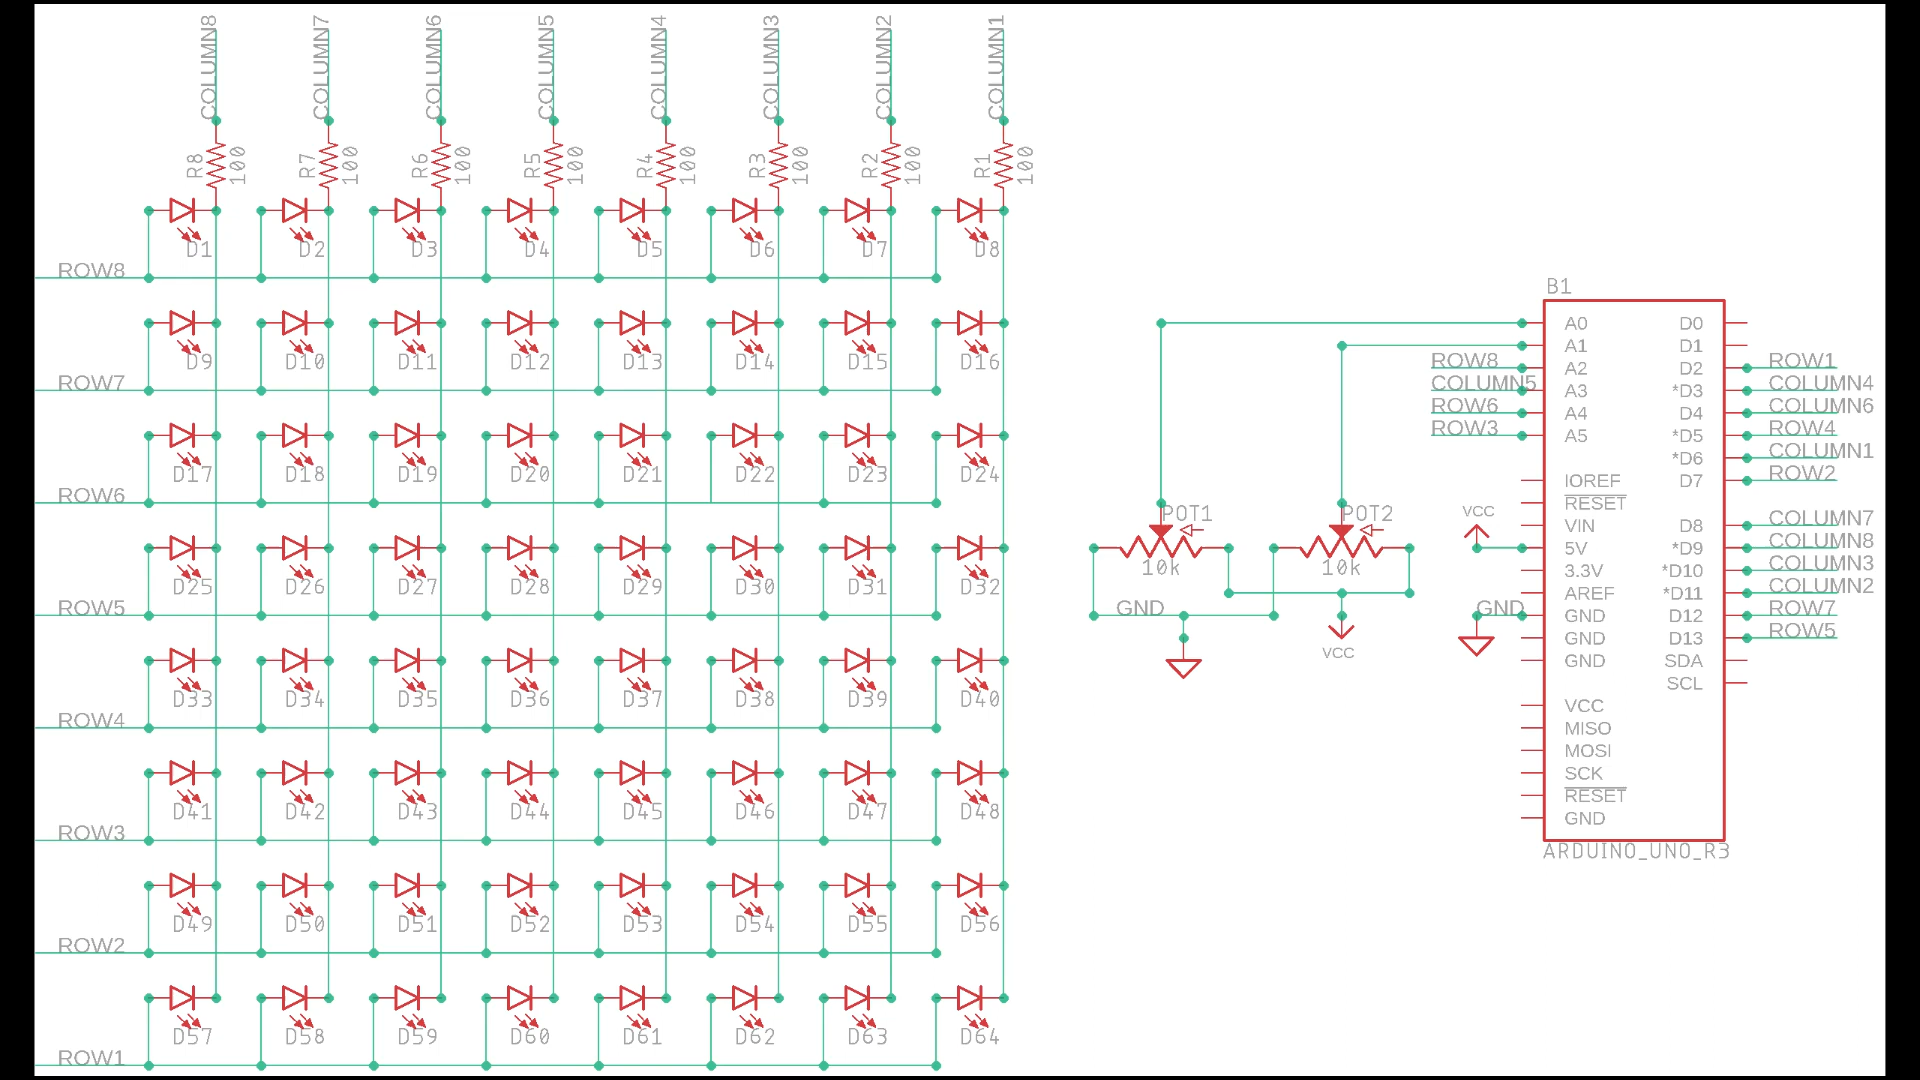 COLUMN8 COLUMN7 COLUMN6 COLUMN5 COLUMN4 COLUMN3 COLUMN2 COLUMN1
R8 100 R7 100 R6 100 R5 100 R4 100 R3 100 R2 100 R1 100
D1 D2 D3 D4 D5 D6 D7 D8
ROW8
D9 D10 D11 D12 D13 D14 D15 D16
ROW7
D17 D18 D19 D20 D21 D22 D23 D24
ROW6
D25 D26 D27 D28 D29 D30 D31 D32
ROW5
D33 D34 D35 D36 D37 D38 D39 D40
ROW4
D41 D42 D43 D44 D45 D46 D47 D48
ROW3
D49 D50 D51 D52 D53 D54 D55 D56
ROW2
D57 D58 D59 D60 D61 D62 D63 D64
ROW1
POT1 POT2
10k 10k
GND
VCC
VCC
GND
B1
A0 D0
A1 D1
ROW8 A2 D2 ROW1
COLUMN5 A3 *D3 COLUMN4
ROW6 A4 D4 COLUMN6
ROW3 A5 *D5 ROW4
*D6 COLUMN1
IOREF D7 ROW2
RESET
VIN D8 COLUMN7
5V *D9 COLUMN8
3.3V *D10 COLUMN3
AREF *D11 COLUMN2
GND D12 ROW7
GND D13 ROW5
GND SDA
SCL
VCC
MISO
MOSI
SCK
RESET
GND
ARDUINO_UNO_R3